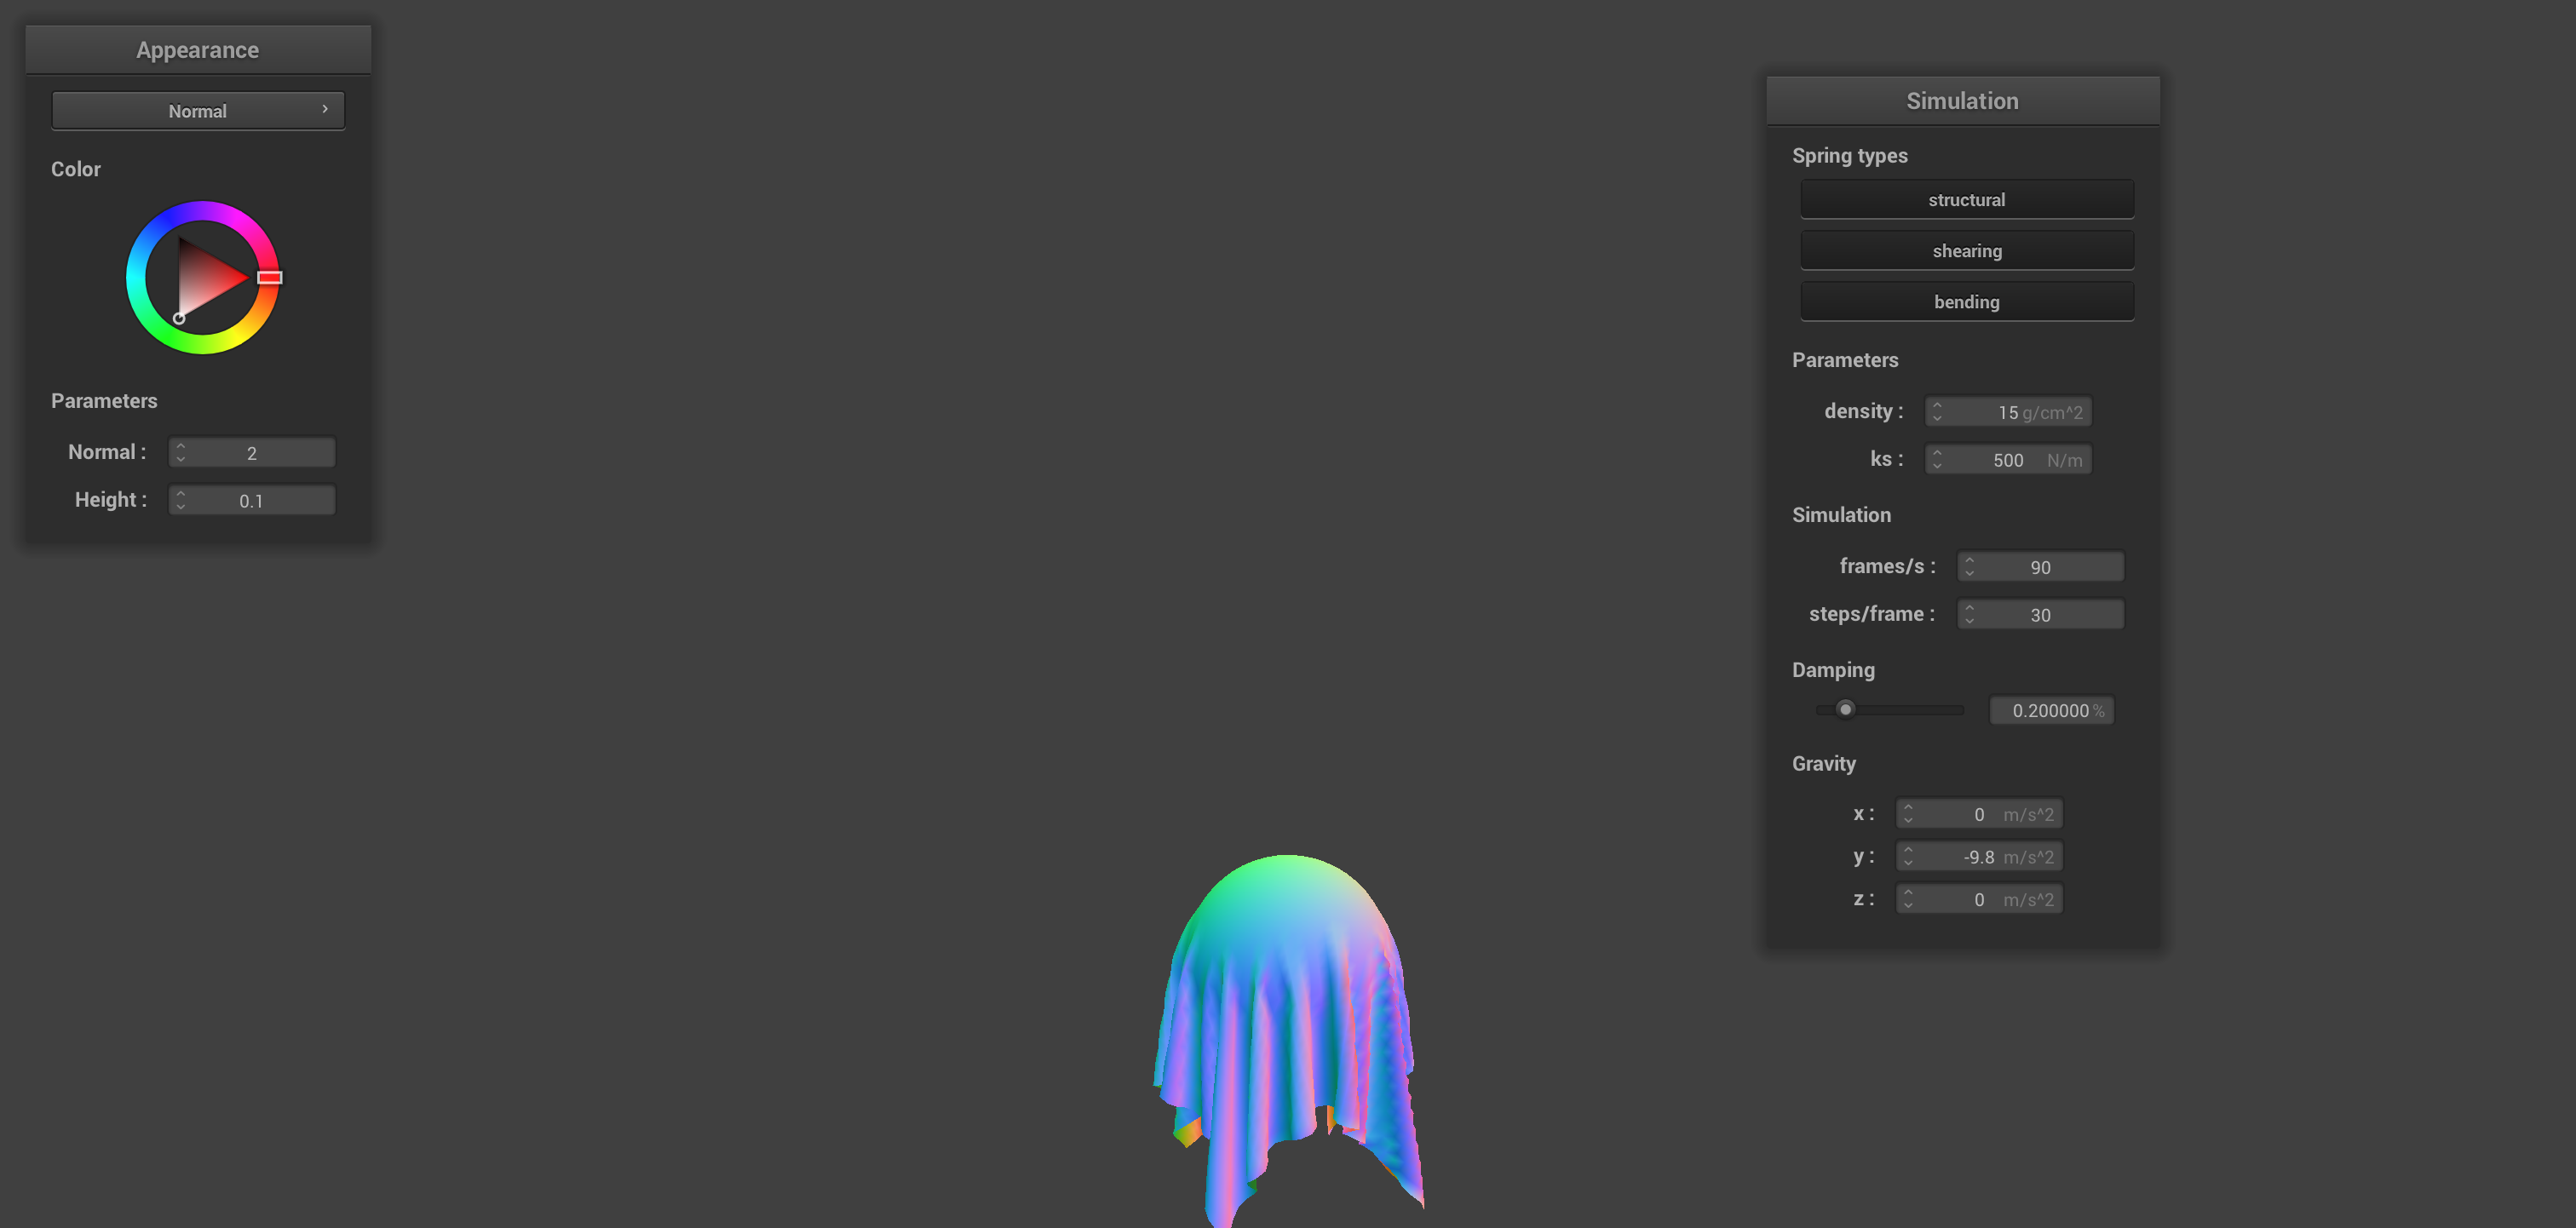 Appearance
Normal
Color
Parameters
Normal : 2
Height : 0.1
Simulation
Spring types
structural
shearing
bending
Parameters
density : 15 g/cm^2
ks : 500 N/m
Simulation
frames/s : 90
steps/frame : 30
Damping
0.200000 %
Gravity
x : 0 m/s^2
y : -9.8 m/s^2
z : 0 m/s^2